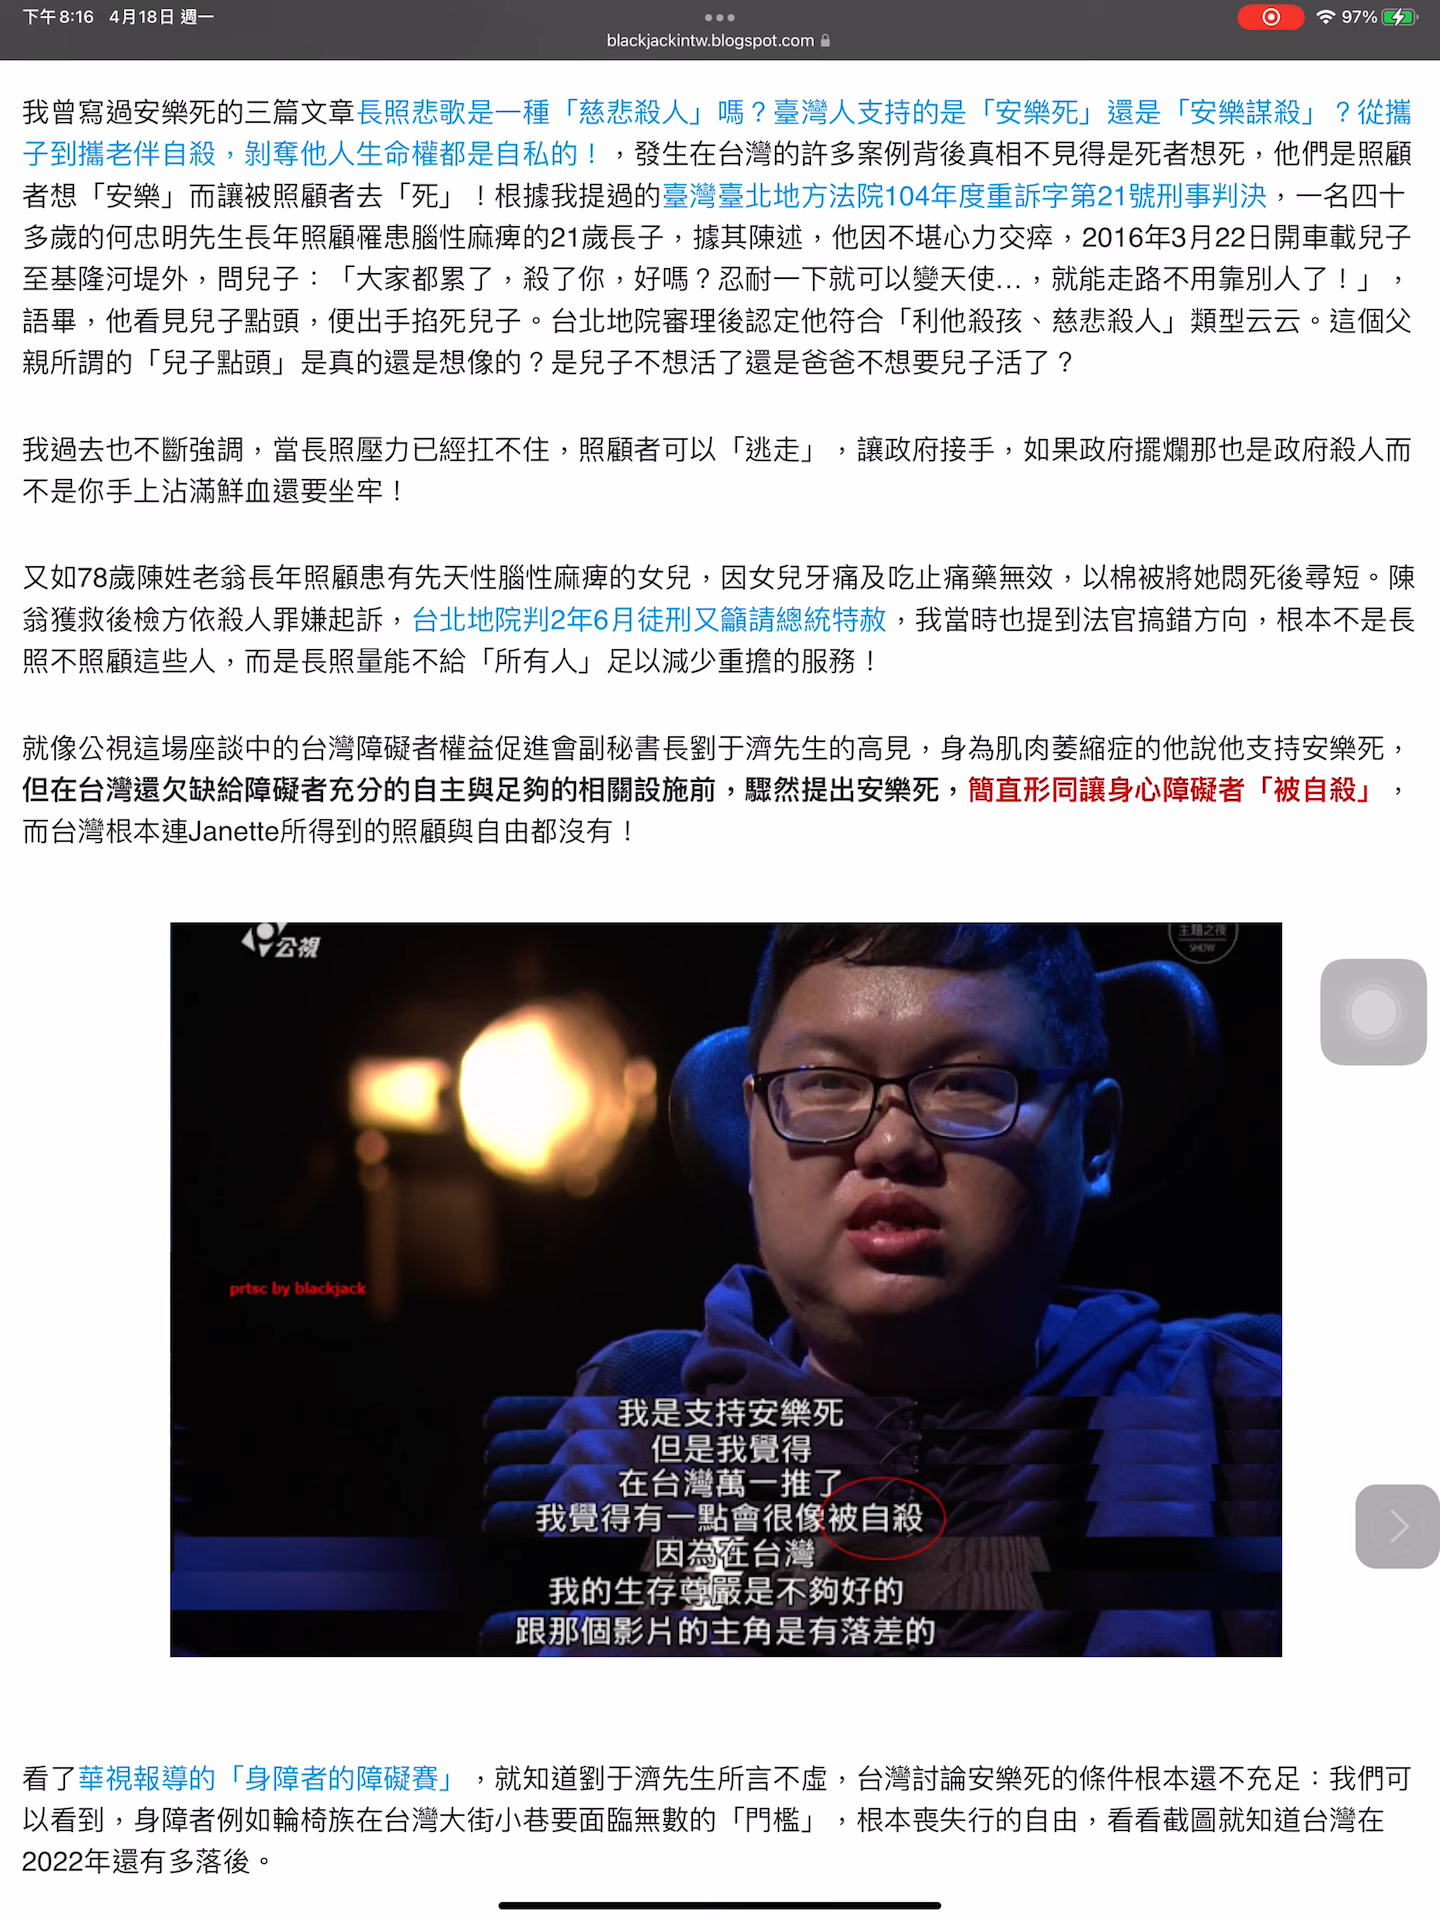 下午8:16 4月18日 週一
97%
blackjackintw.blogspot.com
我曾寫過安樂死的三篇文章長照悲歌是一種「慈悲殺人」嗎？臺灣人支持的是「安樂死」還是「安樂謀殺」？從攜
子到攜老伴自殺，剝奪他人生命權都是自私的！，發生在台灣的許多案例背後真相不見得是死者想死，他們是照顧
者想「安樂」而讓被照顧者去「死」！根據我提過的臺灣臺北地方法院104年度重訴字第21號刑事判決，一名四十
多歲的何忠明先生長年照顧罹患腦性麻痺的21歲長子，據其陳述，他因不堪心力交瘁，2016年3月22日開車載兒子
至基隆河堤外，問兒子：「大家都累了，殺了你，好嗎？忍耐一下就可以變天使…，就能走路不用靠別人了！」，
語畢，他看見兒子點頭，便出手掐死兒子。台北地院審理後認定他符合「利他殺孩、慈悲殺人」類型云云。這個父
親所謂的「兒子點頭」是真的還是想像的？是兒子不想活了還是爸爸不想要兒子活了？
我過去也不斷強調，當長照壓力已經扛不住，照顧者可以「逃走」，讓政府接手，如果政府擺爛那也是政府殺人而
不是你手上沾滿鮮血還要坐牢！
又如78歲陳姓老翁長年照顧患有先天性腦性麻痺的女兒，因女兒牙痛及吃止痛藥無效，以棉被將她悶死後尋短。陳
翁獲救後檢方依殺人罪嫌起訴，台北地院判2年6月徒刑又籲請總統特赦，我當時也提到法官搞錯方向，根本不是長
照不照顧這些人，而是長照量能不給「所有人」足以減少重擔的服務！
就像公視這場座談中的台灣障礙者權益促進會副秘書長劉于濟先生的高見，身為肌肉萎縮症的他說他支持安樂死，
但在台灣還欠缺給障礙者充分的自主與足夠的相關設施前，驟然提出安樂死，簡直形同讓身心障礙者「被自殺」，
而台灣根本連Janette所得到的照顧與自由都沒有！
公視
主題之夜
SHOW
prtsc by blackjack
我是支持安樂死
但是我覺得
在台灣萬一推了
我覺得有一點會很像被自殺
因為在台灣
我的生存尊嚴是不夠好的
跟那個影片的主角是有落差的
看了華視報導的「身障者的障礙賽」，就知道劉于濟先生所言不虛，台灣討論安樂死的條件根本還不充足：我們可
以看到，身障者例如輪椅族在台灣大街小巷要面臨無數的「門檻」，根本喪失行的自由，看看截圖就知道台灣在
2022年還有多落後。